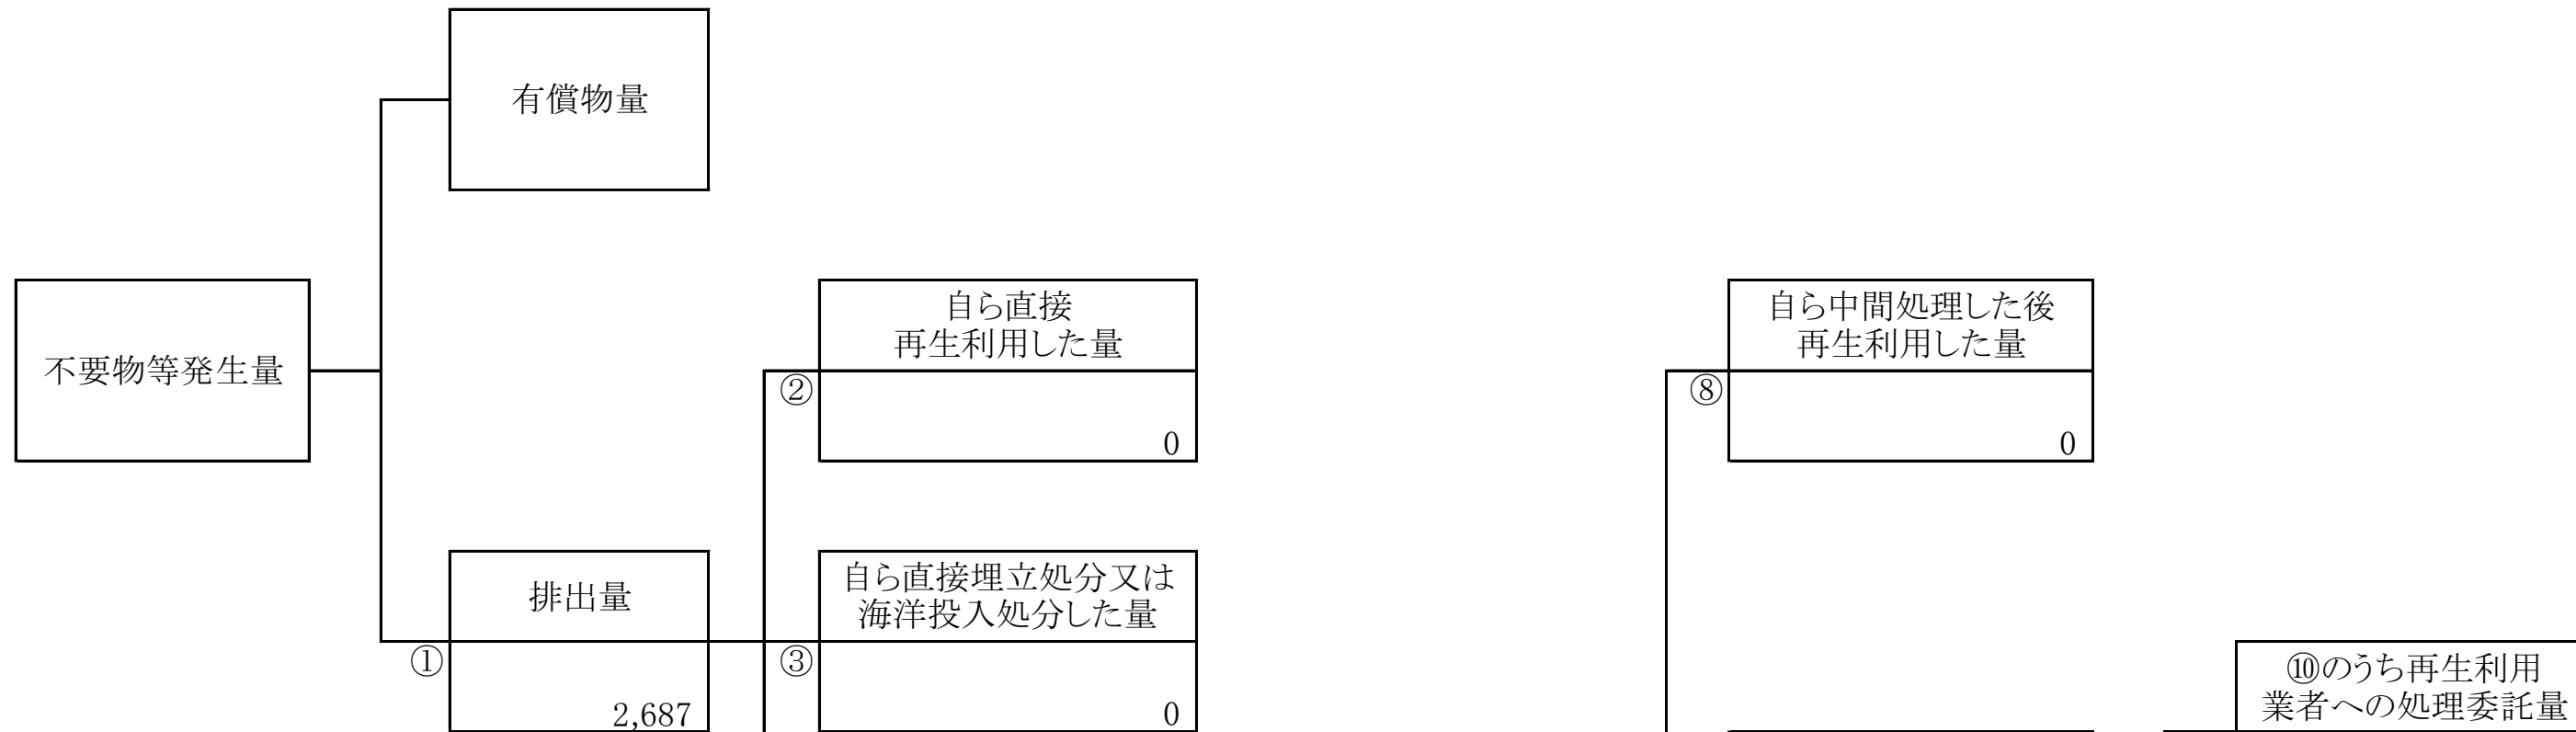 有償物量
不要物等発生量
自ら直接
再生利用した量
②
0
自ら中間処理した後
再生利用した量
⑧
0
排出量
①
2,687
自ら直接埋立処分又は
海洋投入処分した量
③
0
⑩のうち再生利用
業者への処理委託量